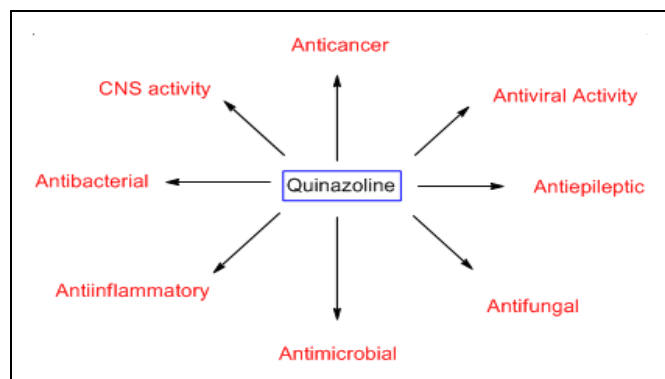 Anticancer
CNS activity
Antiviral Activity
Antibacterial
Quinazoline
Antiepileptic
Antiinflammatory
Antifungal
Antimicrobial